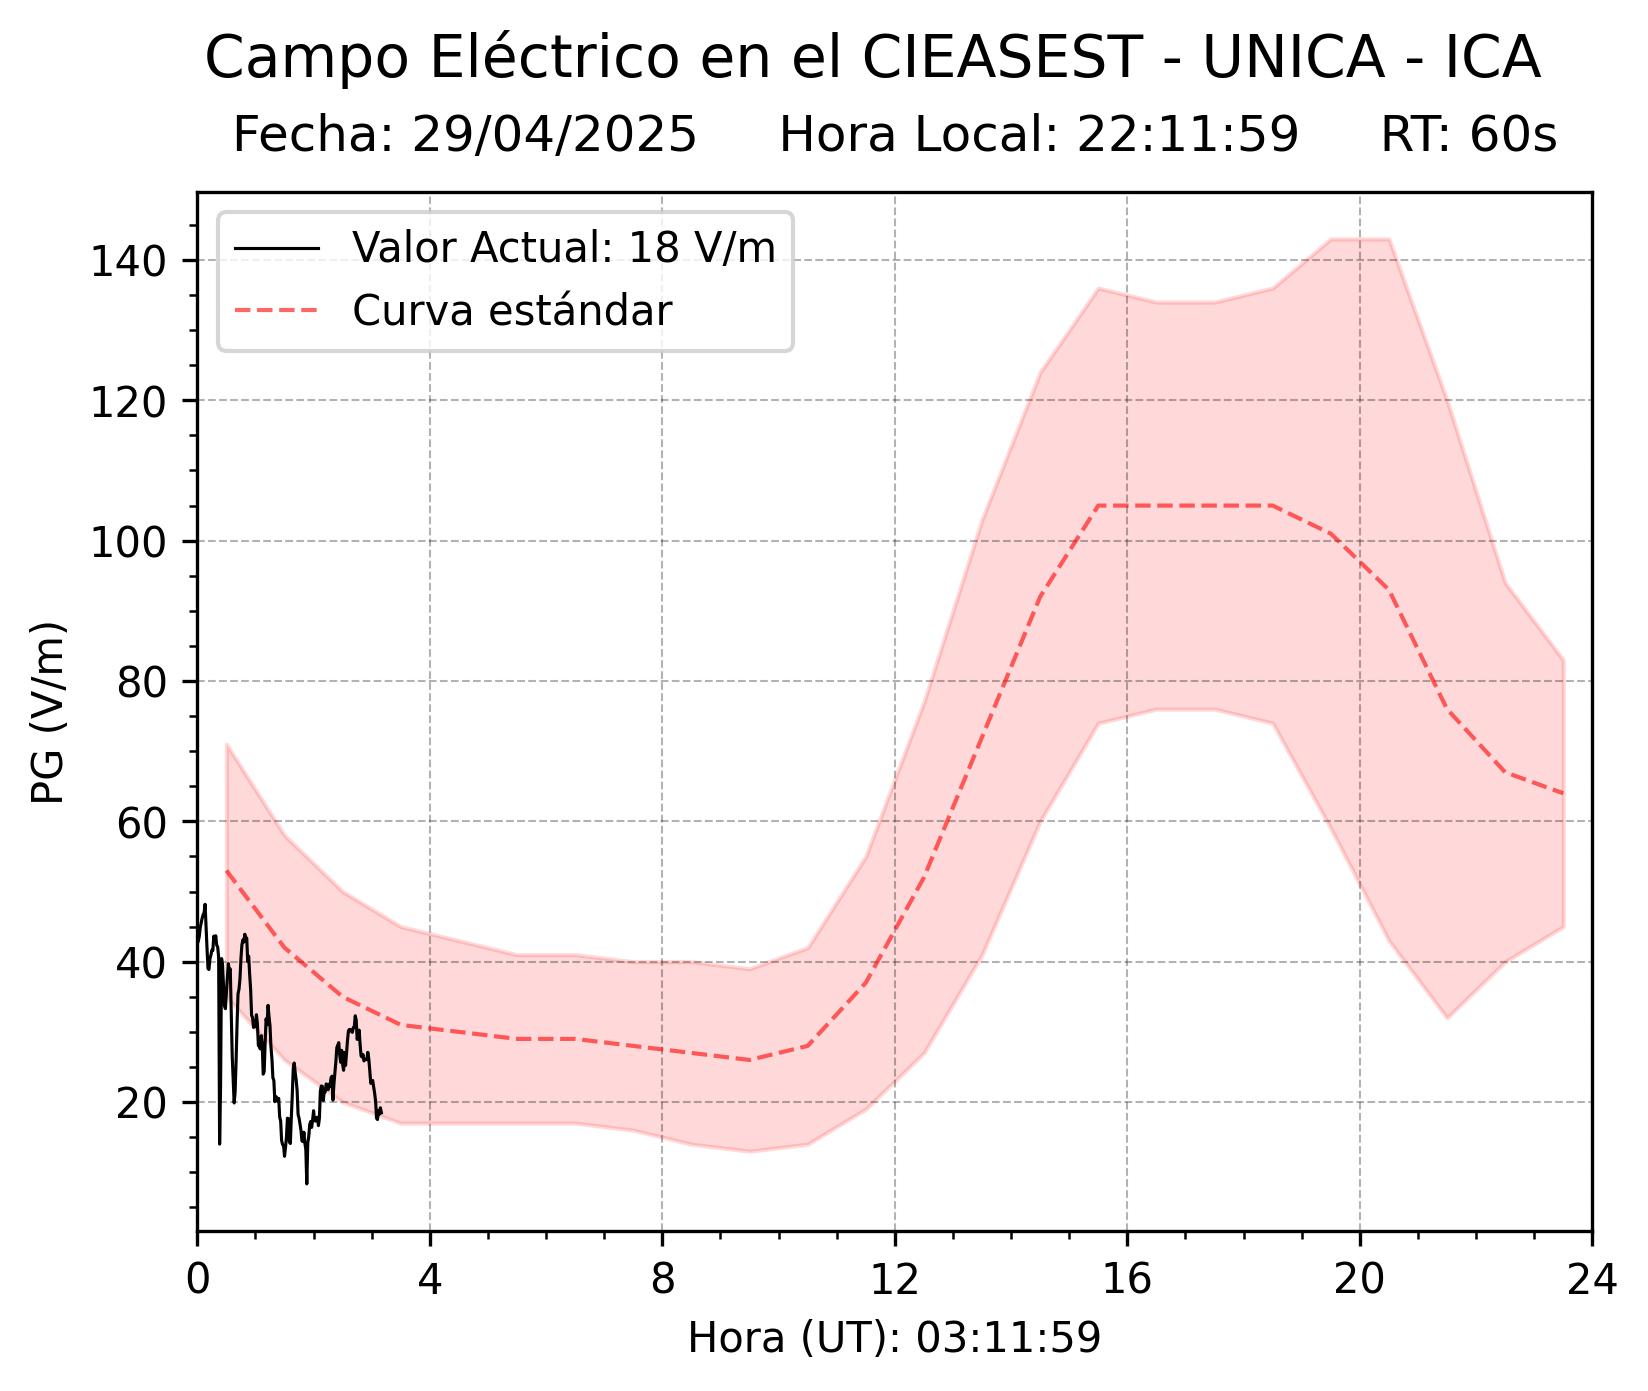 Campo Eléctrico en el CIEASEST - UNICA - ICA
Fecha: 29/04/2025 Hora Local: 22:11:59 RT: 60s
Valor Actual: 18 V/m
Curva estándar
PG (V/m)
140
120
100
80
60
40
20
0 4 8 12 16 20 24
Hora (UT): 03:11:59